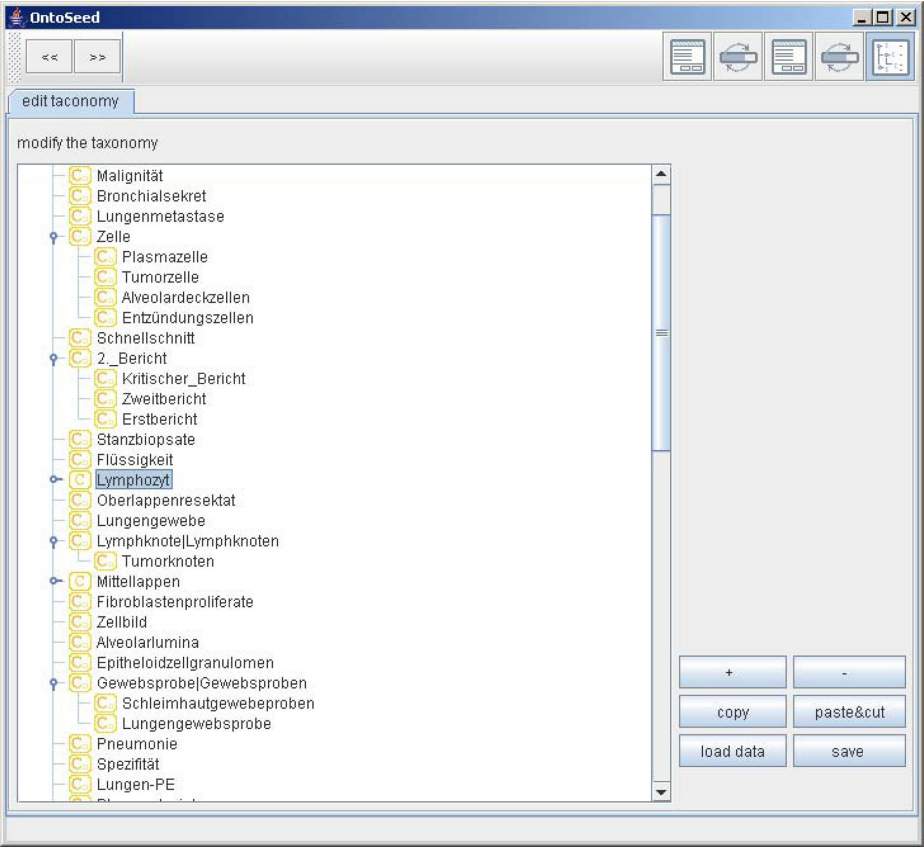 OntoSeed
<< >>
edit taconomy
modify the taxonomy
Malignität
Bronchialsekret
Lungenmetastase
Zelle
Plasmazelle
Tumorzelle
Alveolardeckzellen
Entzündungszellen
Schnellschnitt
2._Bericht
Kritischer_Bericht
Zweitbericht
Erstbericht
Stanzbiopsate
Flüssigkeit
Lymphozyt
Oberlappenresektat
Lungengewebe
Lymphknote|Lymphknoten
Tumorknoten
Mittellappen
Fibroblastenproliferate
Zellbild
Alveolarlumina
Epitheloidzellgranulomen
Gewebsprobe|Gewebsproben
Schleimhautgewebeproben
Lungengewebsprobe
Pneumonie
Spezifität
Lungen-PE
+ -
copy paste&cut
load data save